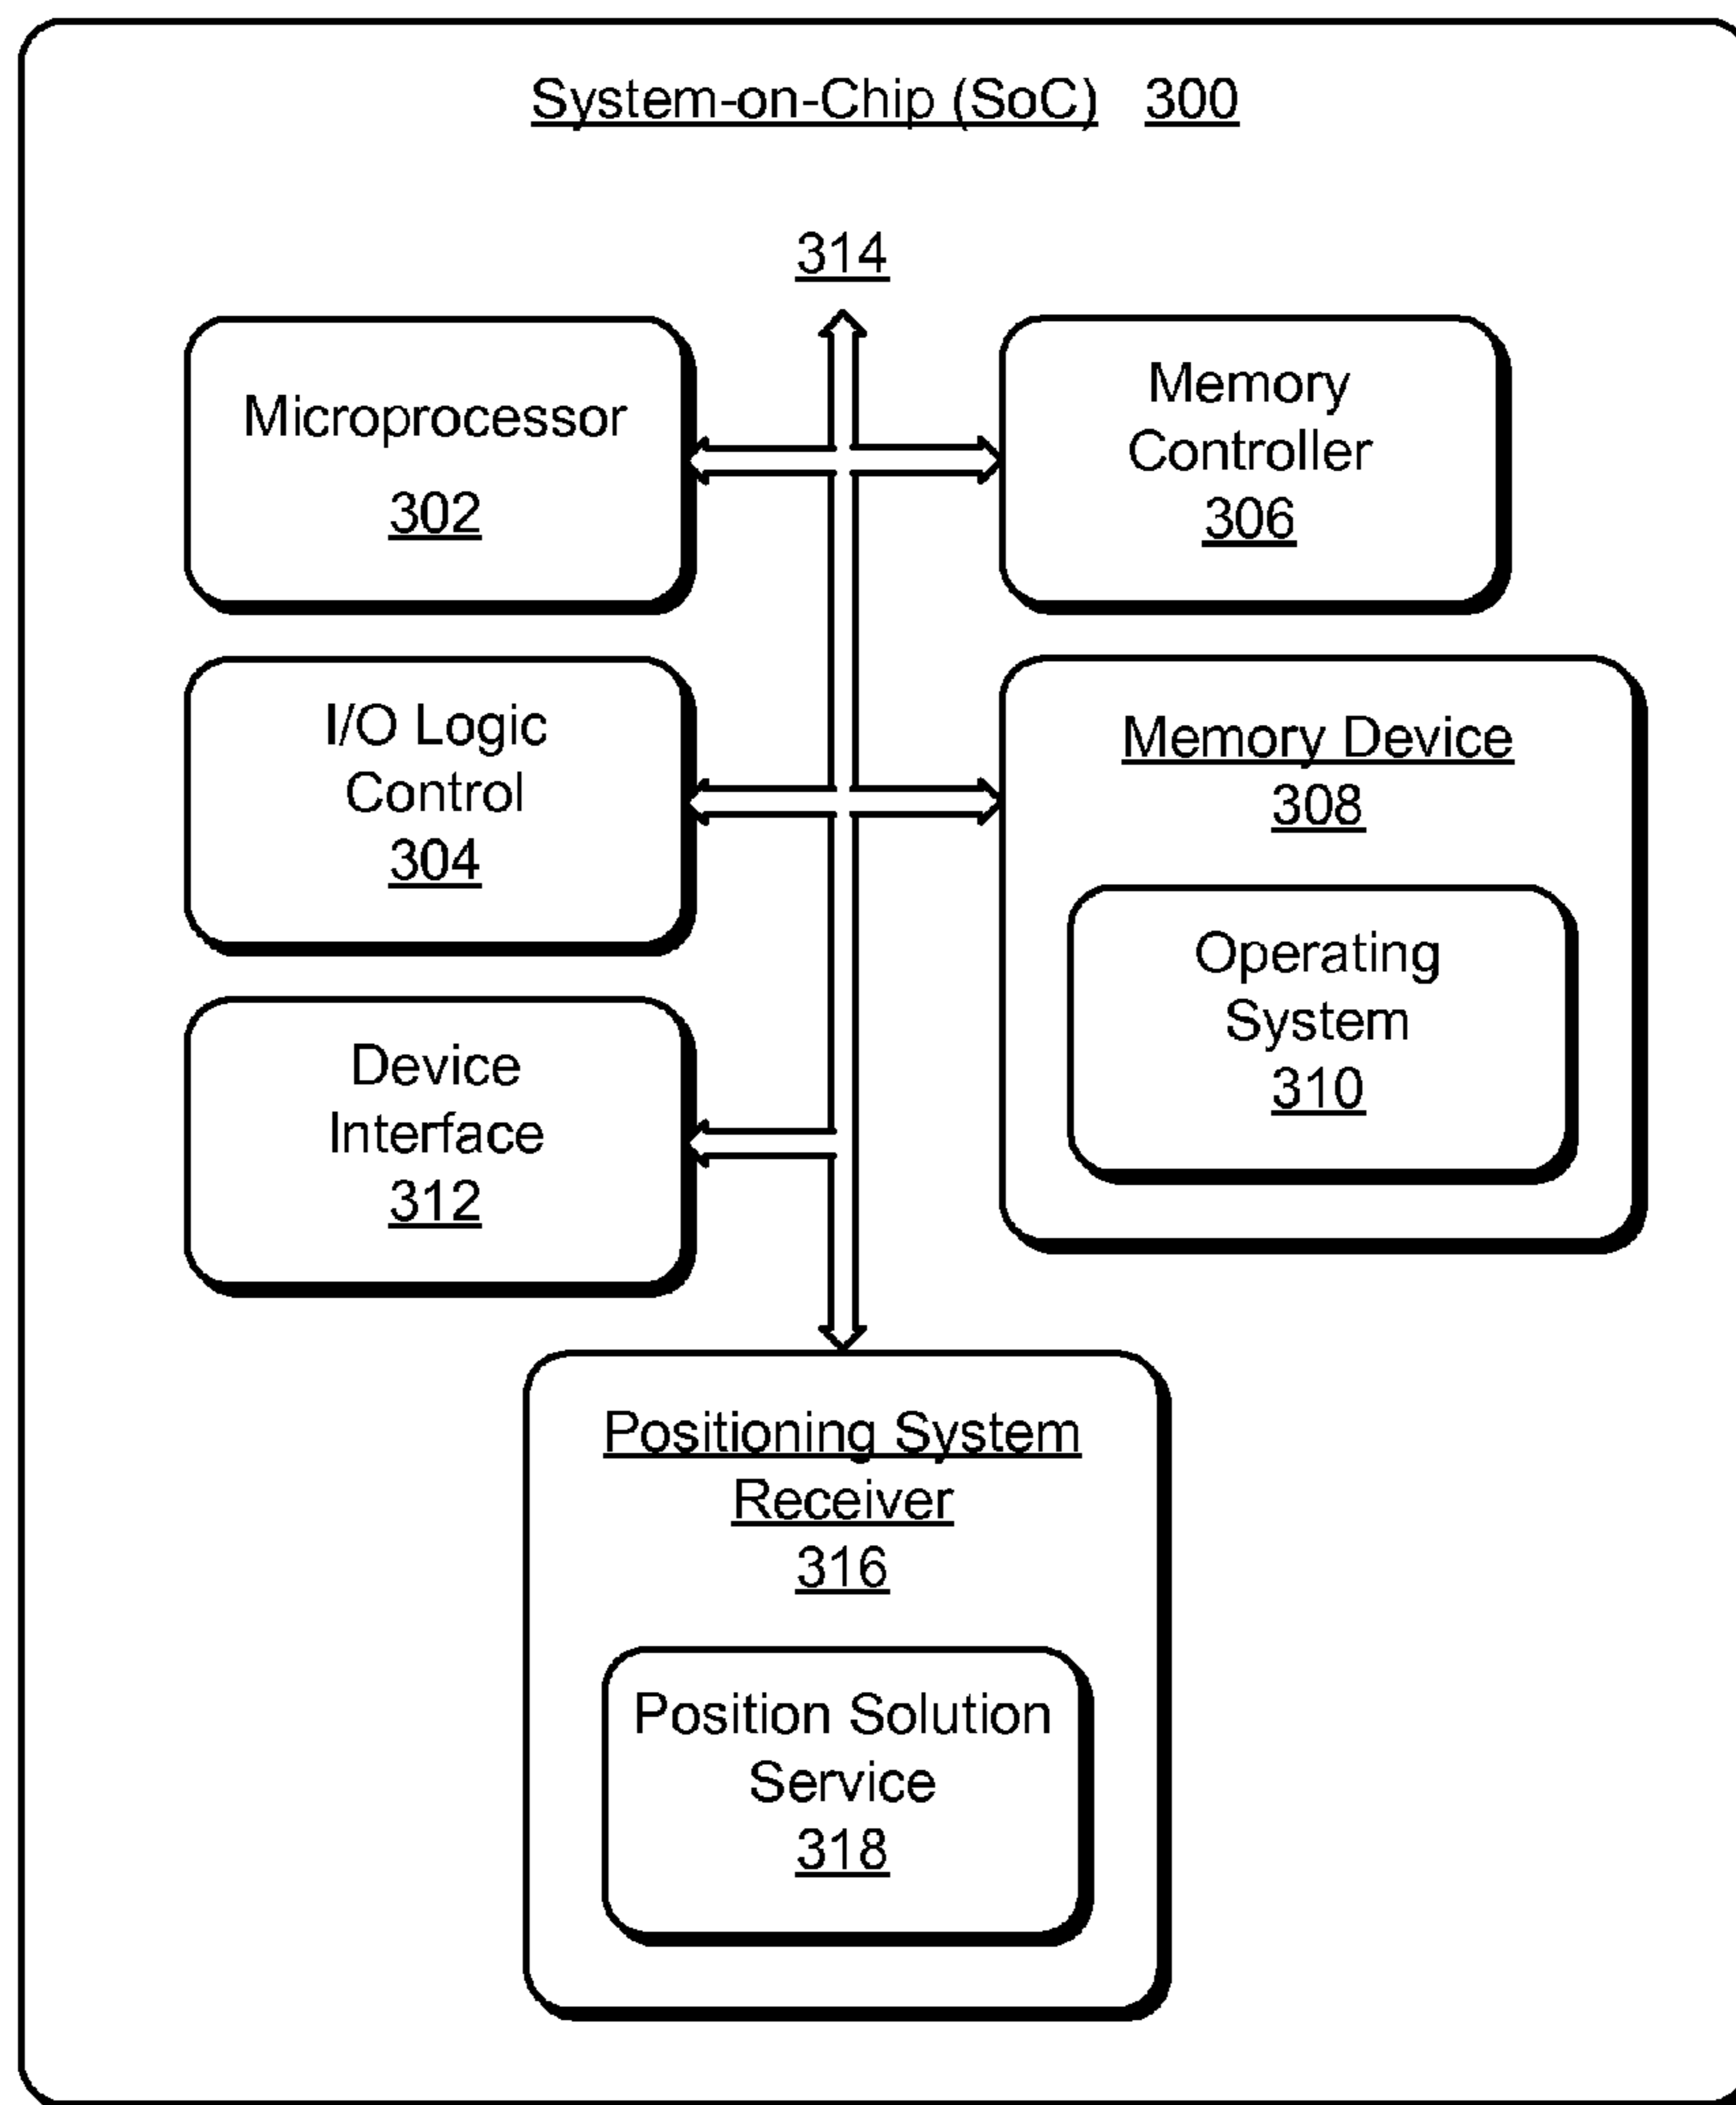 System-on-Chip (SoC) 300
314
Microprocessor
302
Memory
Controller
306
I/O Logic
Control
304
Memory Device
308
Operating
System
310
Device
Interface
312
Positioning System
Receiver
316
Position Solution
Service
318